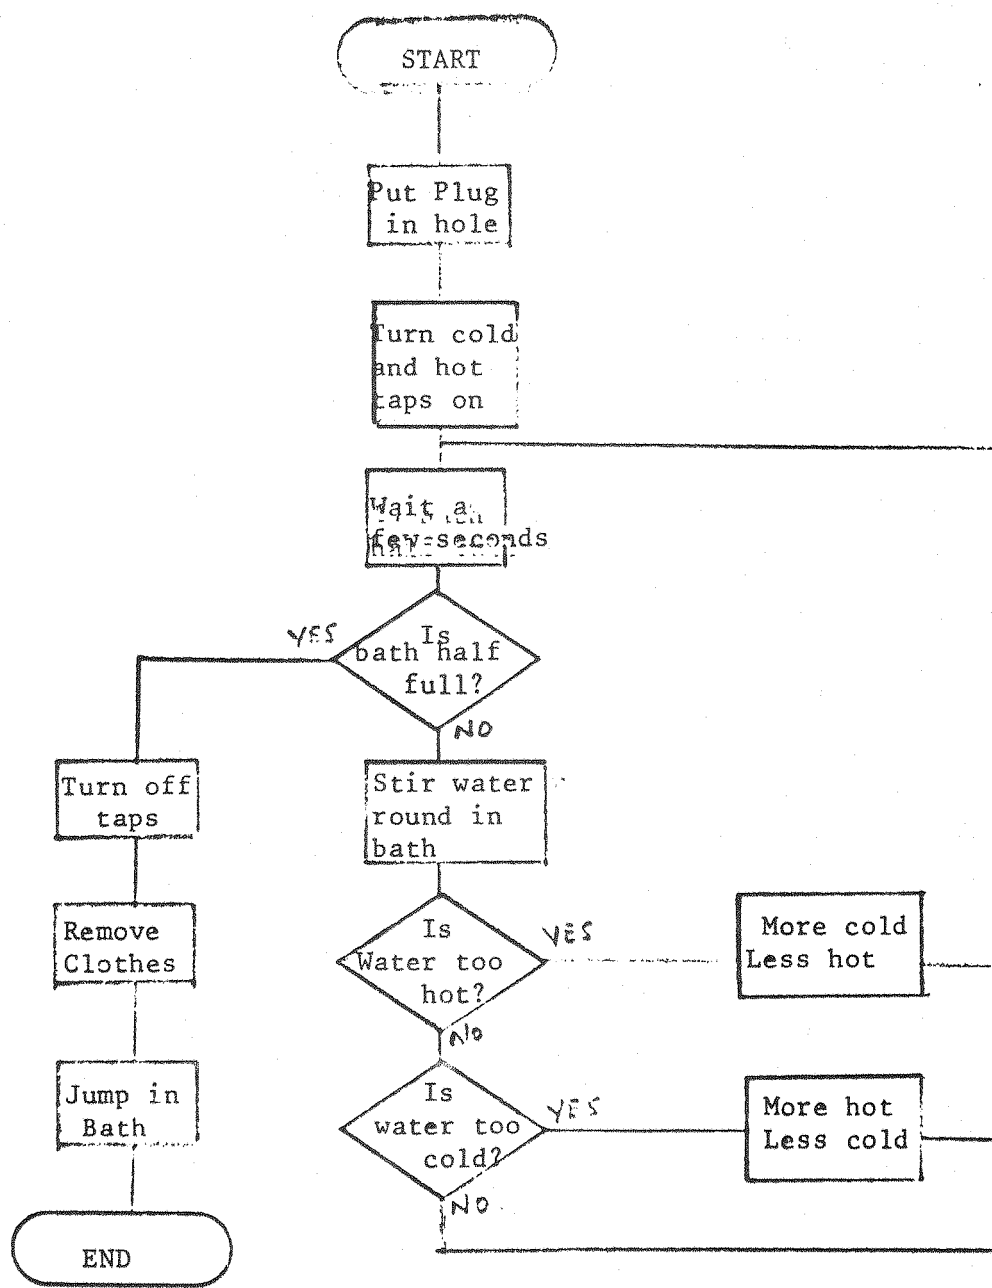 START
Put Plug
in hole
Turn cold
and hot
taps on
Wait a
few seconds
YES
Is
bath half
full?
NO
Turn off
taps
Stir water
round in
bath
Remove
Clothes
Is
Water too
hot?
YES
More cold
Less hot
NO
Jump in
Bath
Is
water too
cold?
YES
More hot
Less cold
NO
END